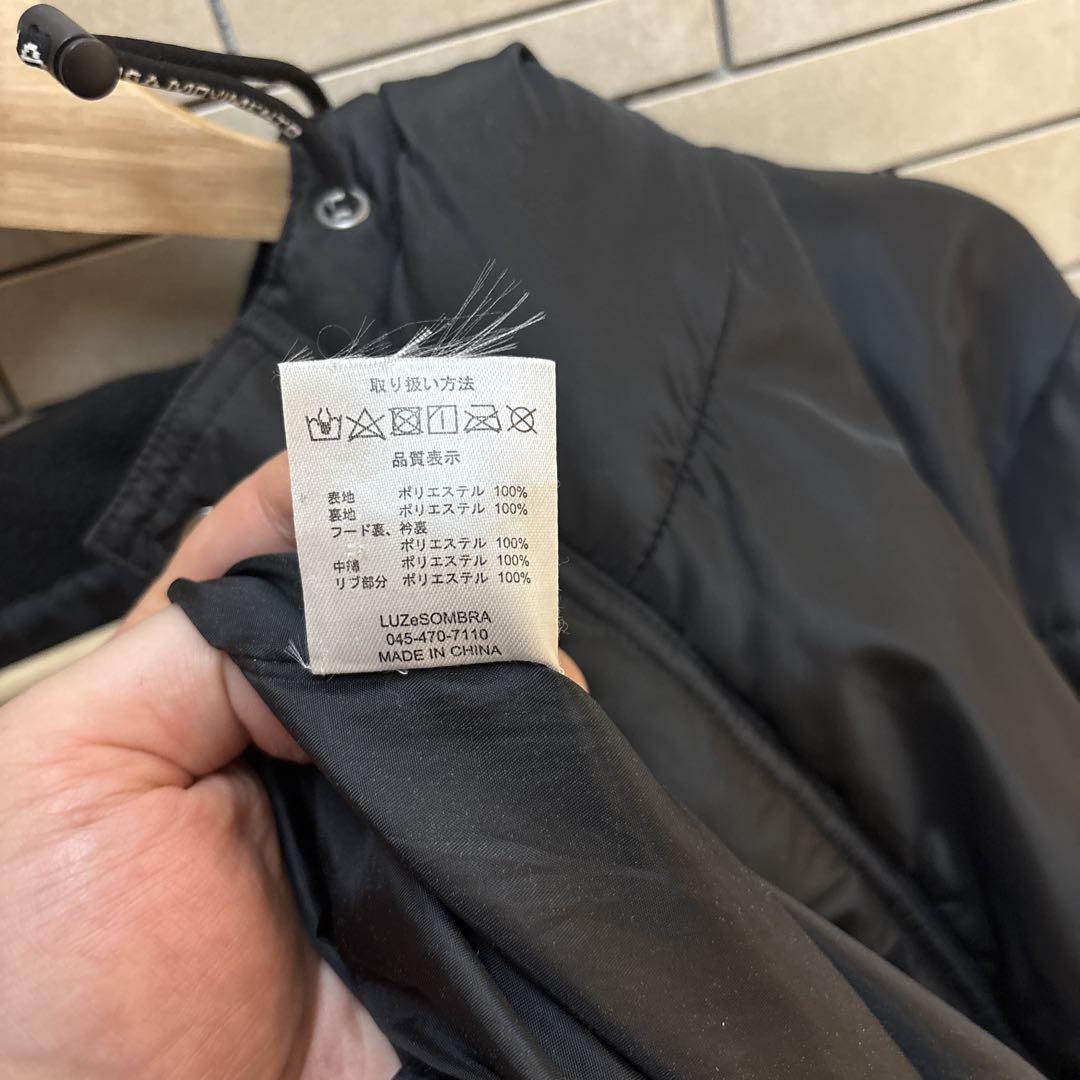 取り扱い方法
品質表示
表地 ポリエステル 100%
裏地 ポリエステル 100%
フード裏、衿裏
ポリエステル 100%
中薄 ポリエステル 100%
リブ部分 ポリエステル 100%
LUZeSOMBRA
045-470-7110
MADE IN CHINA